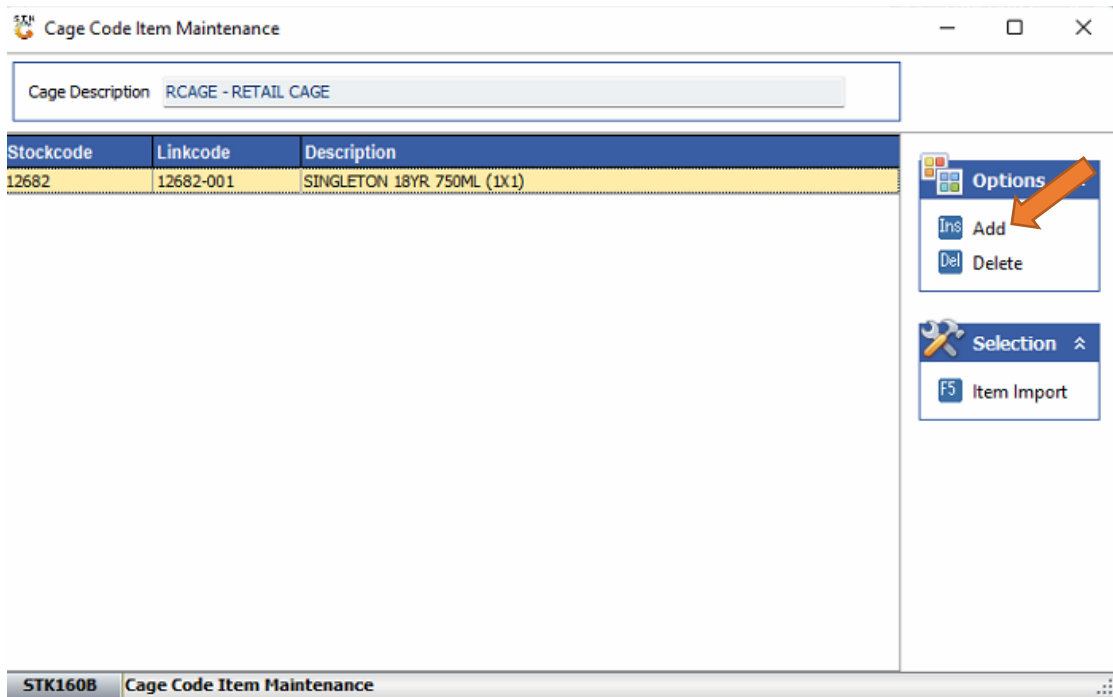 STK Cage Code Item Maintenance
Cage Description RCAGE - RETAIL CAGE
Stockcode Linkcode Description
12682 12682-001 SINGLETON 18YR 750ML (1X1)
Options
Ins Add
Del Delete
Selection
F5 Item Import
STK160B Cage Code Item Maintenance